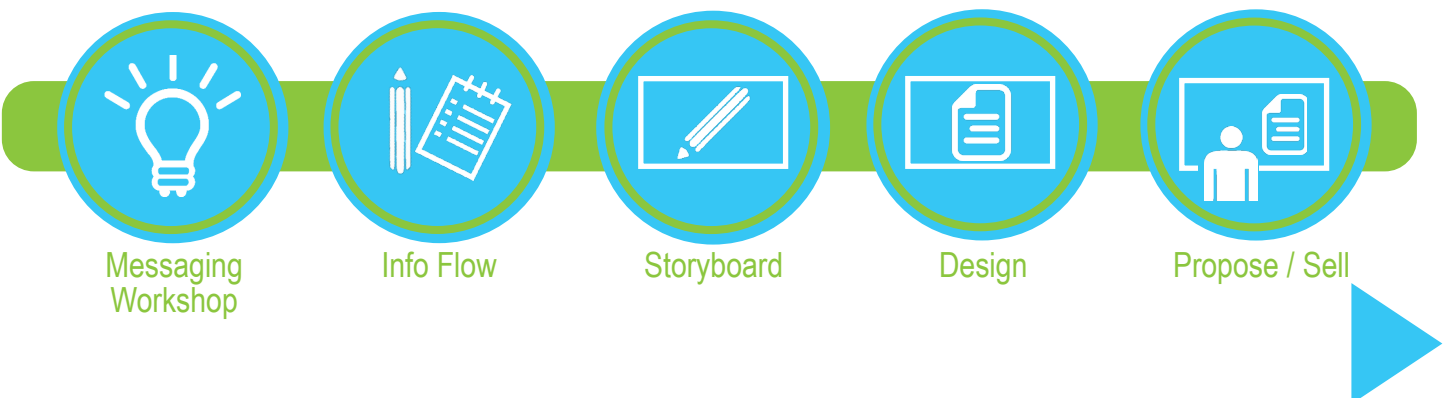 Messaging
Workshop
Info Flow
Storyboard
Design
Propose / Sell